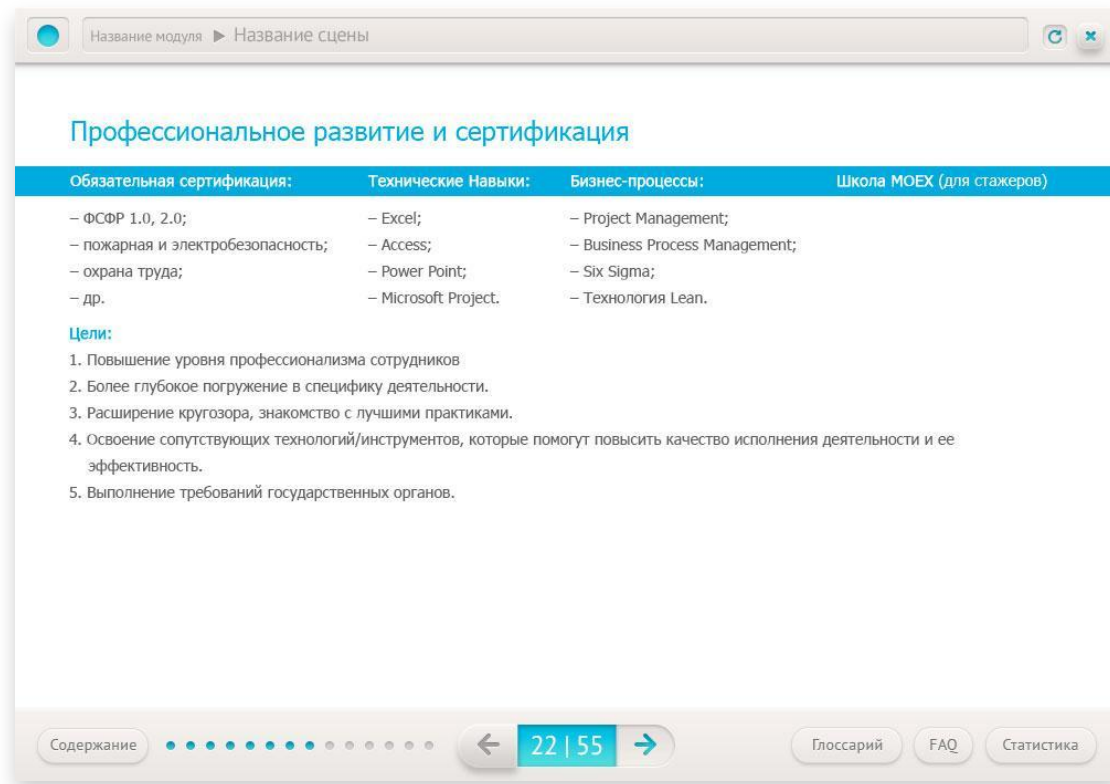 Название модуля ▶ Название сцены
Профессиональное развитие и сертификация
Обязательная сертификация: Технические Навыки: Бизнес-процессы: Школа MOEX (для стажеров)
– ФСФР 1.0, 2.0; – Excel; – Project Management;
– пожарная и электробезопасность; – Access; – Business Process Management;
– охрана труда; – Power Point; – Six Sigma;
– др. – Microsoft Project. – Технология Lean.
Цели:
1. Повышение уровня профессионализма сотрудников
2. Более глубокое погружение в специфику деятельности.
3. Расширение кругозора, знакомство с лучшими практиками.
4. Освоение сопутствующих технологий/инструментов, которые помогут повысить качество исполнения деятельности и ее
эффективность.
5. Выполнение требований государственных органов.
Содержание 22 | 55 Глоссарий FAQ Статистика